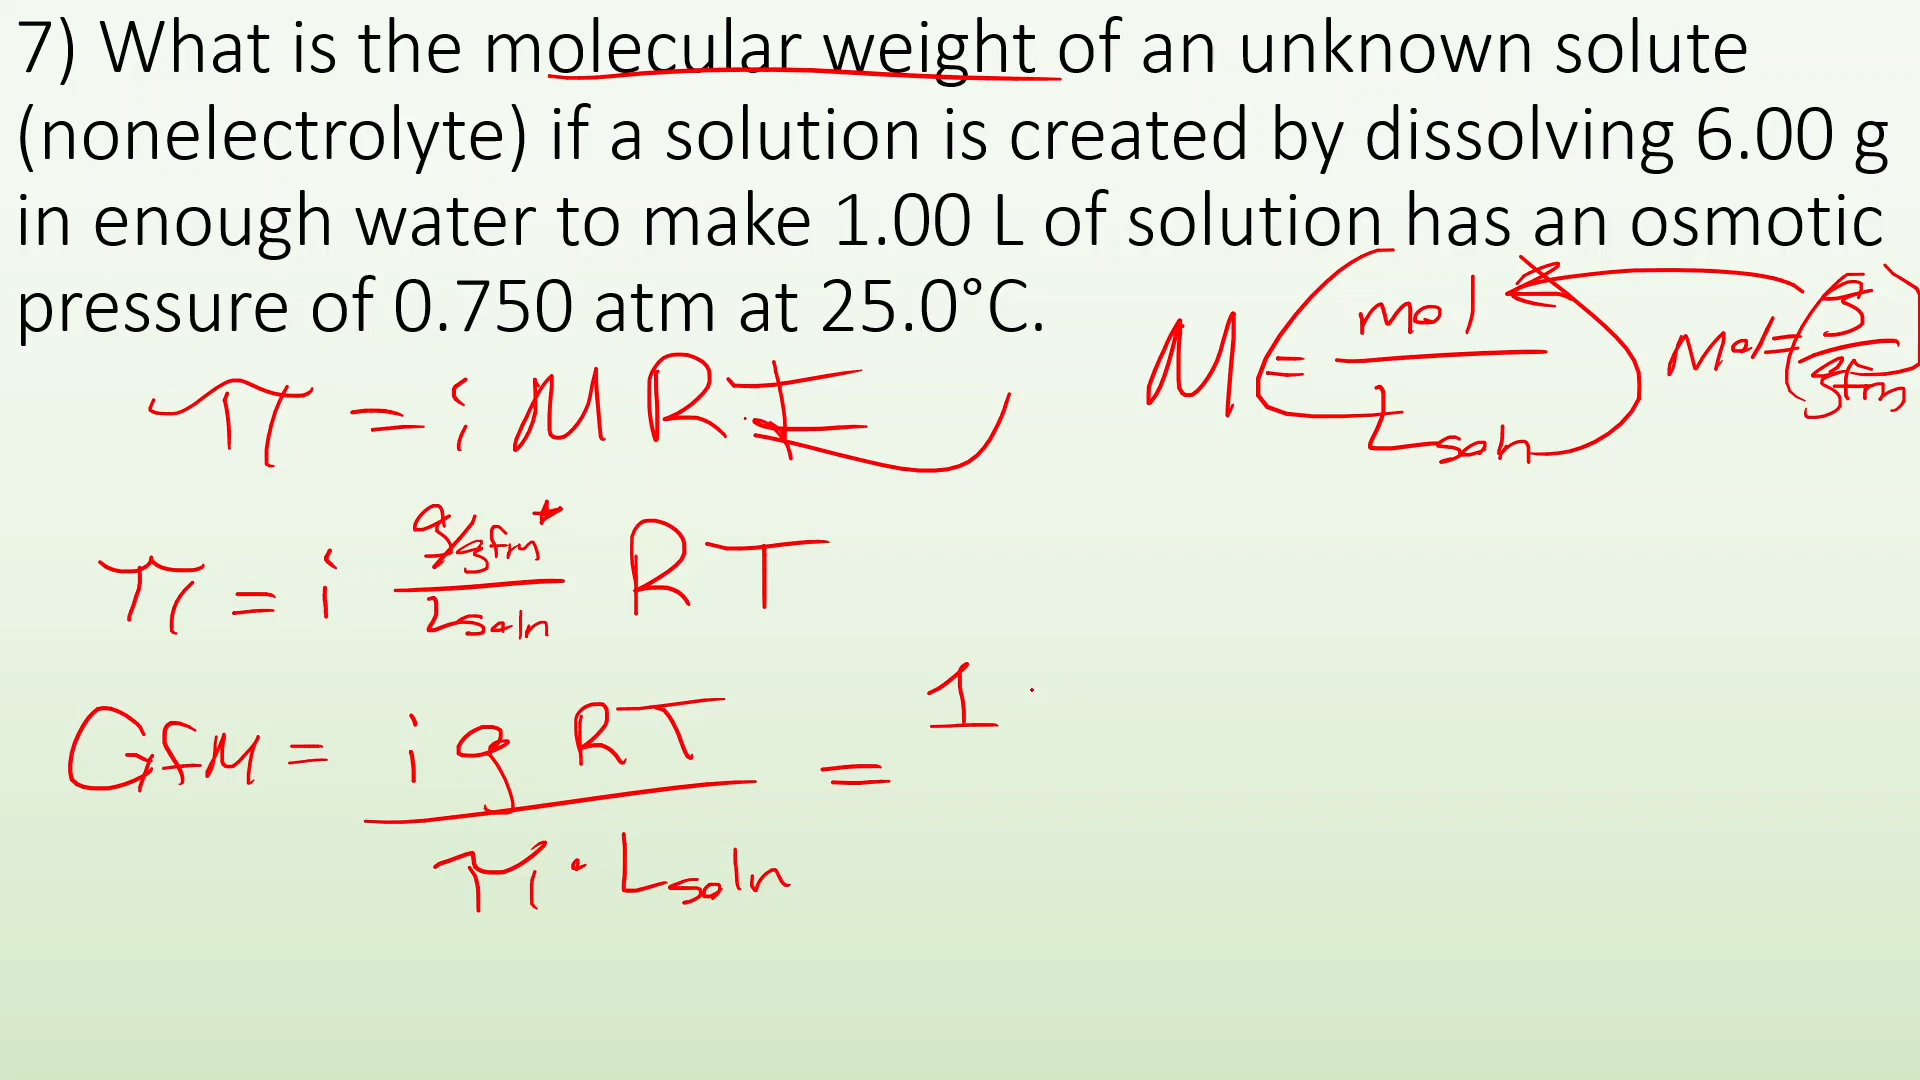 7) What is the molecular weight of an unknown solute
(nonelectrolyte) if a solution is created by dissolving 6.00 g
in enough water to make 1.00 L of solution has an osmotic
pressure of 0.750 atm at 25.0°C.
M = mol / Lsoln
Mol = g / gfm
π = i M R T
π = i g/gfm / Lsoln R T
GfM = i g RT / π · Lsoln = 1